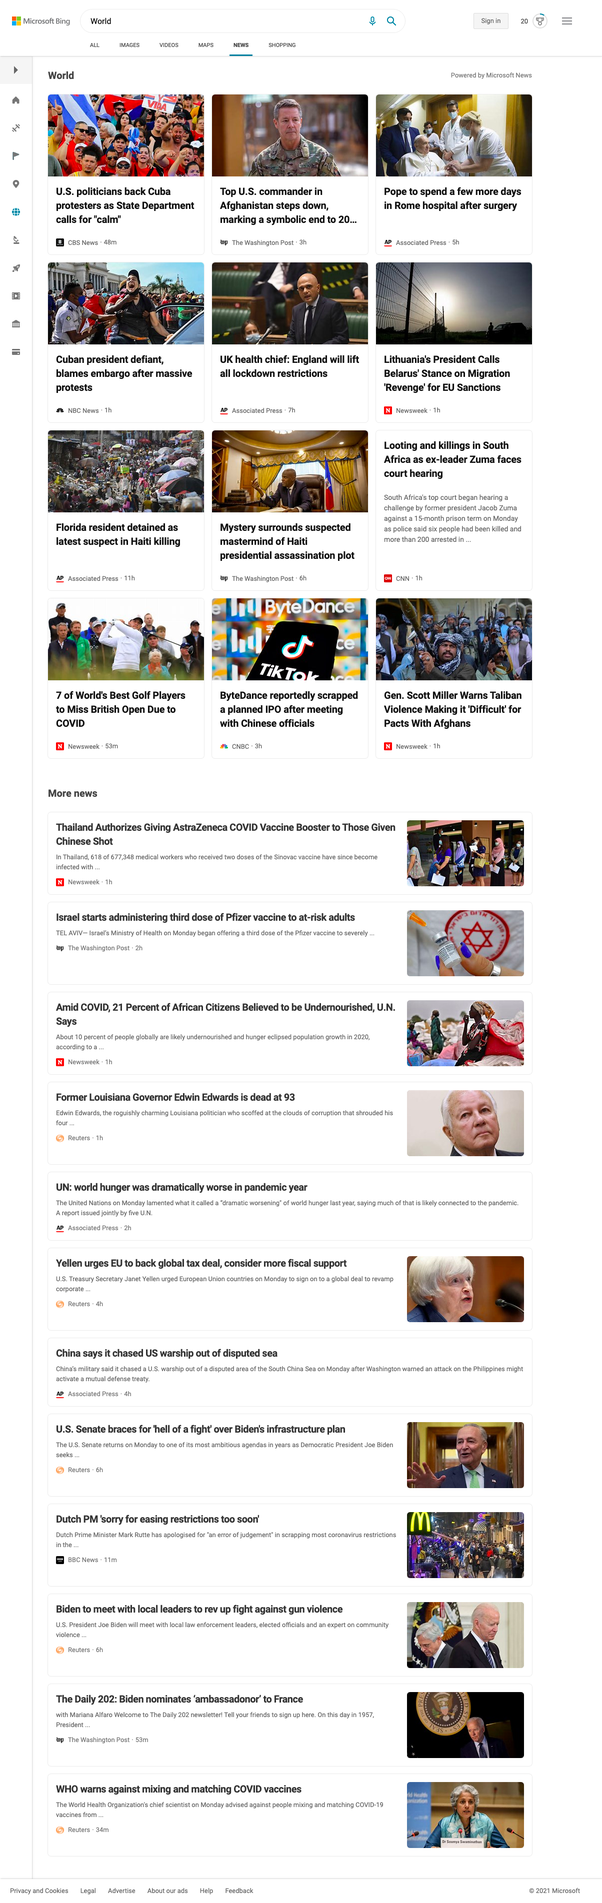 Microsoft Bing
World
Sign in
20
ALL
IMAGES
VIDEOS
MAPS
NEWS
SHOPPING
World
Powered by Microsoft News
VIDA
U.S. politicians back Cuba
protesters as State Department
calls for "calm"
CBS News · 48m
Top U.S. commander in
Afghanistan steps down,
marking a symbolic end to 20...
The Washington Post · 3h
Pope to spend a few more days
in Rome hospital after surgery
AP Associated Press · 5h
Cuban president defiant,
blames embargo after massive
protests
NBC News · 1h
UK health chief: England will lift
all lockdown restrictions
AP Associated Press · 7h
Lithuania's President Calls
Belarus' Stance on Migration
'Revenge' for EU Sanctions
N Newsweek · 1h
Florida resident detained as
latest suspect in Haiti killing
AP Associated Press · 11h
Mystery surrounds suspected
mastermind of Haiti
presidential assassination plot
The Washington Post · 6h
Looting and killings in South
Africa as ex-leader Zuma faces
court hearing
South Africa's top court began hearing a
challenge by former president Jacob Zuma
against a 15-month prison term on Monday
as police said six people had been killed and
more than 200 arrested in ...
CNN · 1h
7 of World's Best Golf Players
to Miss British Open Due to
COVID
N Newsweek · 53m
ByteDance
TikTok
ByteDance reportedly scrapped
a planned IPO after meeting
with Chinese officials
CNBC · 3h
Gen. Scott Miller Warns Taliban
Violence Making it 'Difficult' for
Pacts With Afghans
N Newsweek · 1h
More news
Thailand Authorizes Giving AstraZeneca COVID Vaccine Booster to Those Given
Chinese Shot
In Thailand, 618 of 677,348 medical workers who received two doses of the Sinovac vaccine have since become
infected with ...
N Newsweek · 1h
Israel starts administering third dose of Pfizer vaccine to at-risk adults
TEL AVIV— Israel's Ministry of Health on Monday began offering a third dose of the Pfizer vaccine to severely ...
The Washington Post · 2h
Amid COVID, 21 Percent of African Citizens Believed to be Undernourished, U.N.
Says
About 10 percent of people globally are likely undernourished and hunger eclipsed population growth in 2020,
according to a ...
N Newsweek · 1h
Former Louisiana Governor Edwin Edwards is dead at 93
Edwin Edwards, the roguishly charming Louisiana politician who scoffed at the clouds of corruption that shrouded his
four ...
Reuters · 1h
UN: world hunger was dramatically worse in pandemic year
The United Nations on Monday lamented what it called a "dramatic worsening" of world hunger last year, saying much of that is likely connected to the pandemic.
A report issued jointly by five U.N.
AP Associated Press · 2h
Yellen urges EU to back global tax deal, consider more fiscal support
U.S. Treasury Secretary Janet Yellen urged European Union countries on Monday to sign on to a global deal to revamp
corporate ...
Reuters · 4h
China says it chased US warship out of disputed sea
China's military said it chased a U.S. warship out of a disputed area of the South China Sea on Monday after Washington warned an attack on the Philippines might
activate a mutual defense treaty.
AP Associated Press · 4h
U.S. Senate braces for 'hell of a fight' over Biden's infrastructure plan
The U.S. Senate returns on Monday to one of its most ambitious agendas in years as Democratic President Joe Biden
seeks ...
Reuters · 6h
Dutch PM 'sorry for easing restrictions too soon'
Dutch Prime Minister Mark Rutte has apologised for "an error of judgement" in scrapping most coronavirus restrictions
in the ...
BBC News · 11m
Biden to meet with local leaders to rev up fight against gun violence
U.S. President Joe Biden will meet with local law enforcement leaders, elected officials and an expert on community
violence ...
Reuters · 6h
The Daily 202: Biden nominates 'ambassadonor' to France
with Mariana Alfaro Welcome to The Daily 202 newsletter! Tell your friends to sign up here. On this day in 1957,
President ...
The Washington Post · 53m
WHO warns against mixing and matching COVID vaccines
The World Health Organization's chief scientist on Monday advised against people mixing and matching COVID-19
vaccines from ...
Reuters · 34m
Dr Soumya Swaminathan
Privacy and Cookies
Legal
Advertise
About our ads
Help
Feedback
© 2021 Microsoft